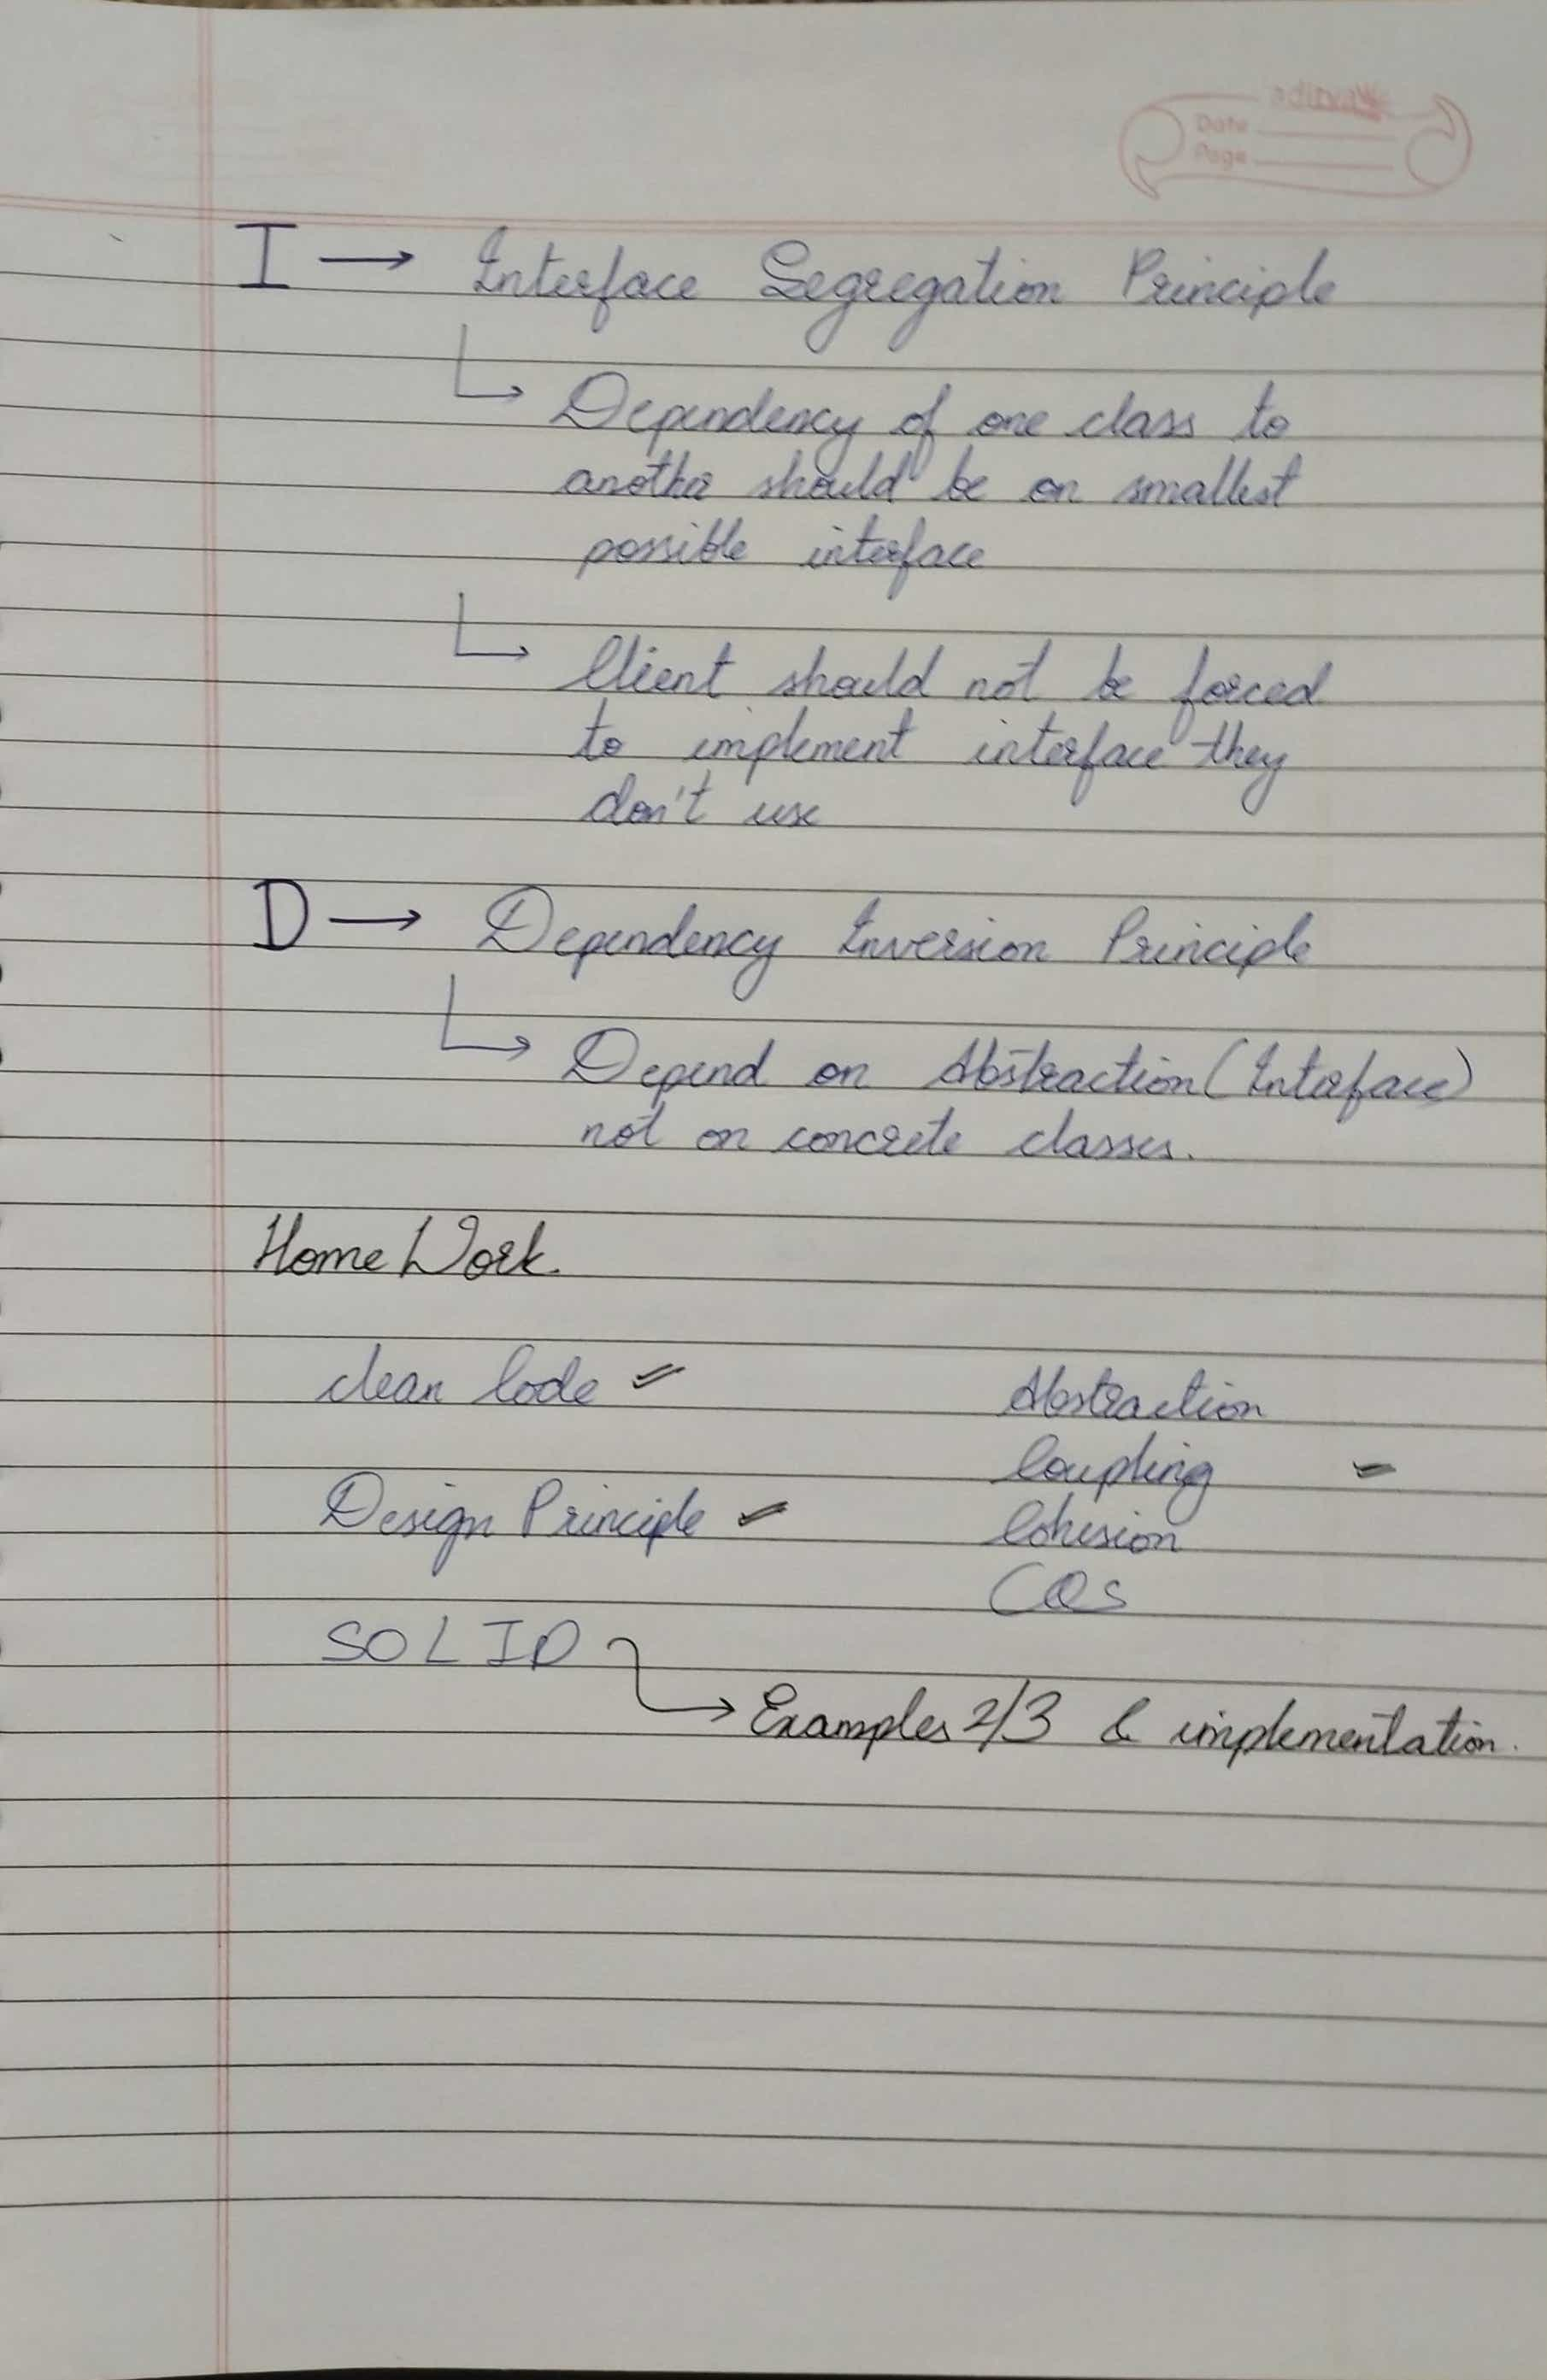 aditya
Date
Page
I → Interface Segregation Principle
↳ Dependency of one class to
another should be on smallest
possible interface
↳ Client should not be forced
to implement interface they
don't use
D → Dependency Inversion Principle
↳ Depend on Abstraction (Interface)
not on concrete classes.
Home Work.
clean Code
Design Principle
SOLID
Abstraction
Coupling
Cohesion
CQS
→ Examples 2/3 & implementation.